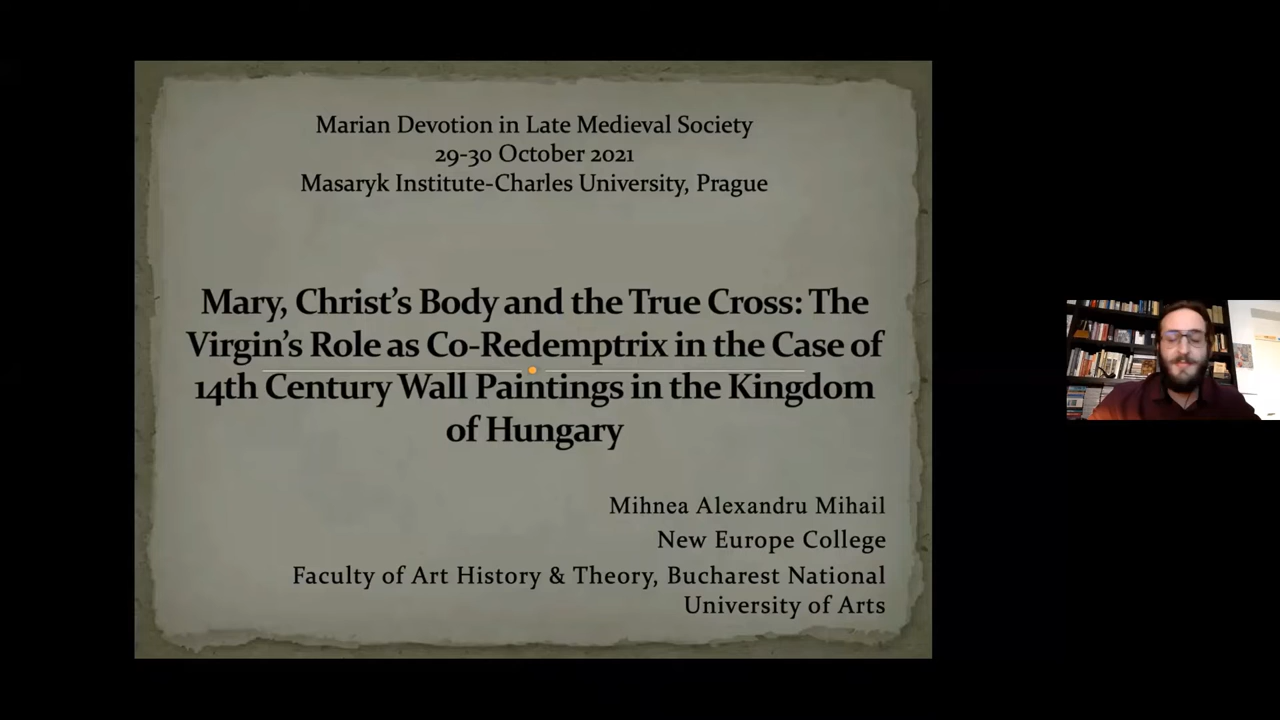 Marian Devotion in Late Medieval Society
29-30 October 2021
Masaryk Institute-Charles University, Prague
Mary, Christ’s Body and the True Cross: The
Virgin’s Role as Co-Redemptrix in the Case of
14th Century Wall Paintings in the Kingdom
of Hungary
Mihnea Alexandru Mihail
New Europe College
Faculty of Art History & Theory, Bucharest National
University of Arts